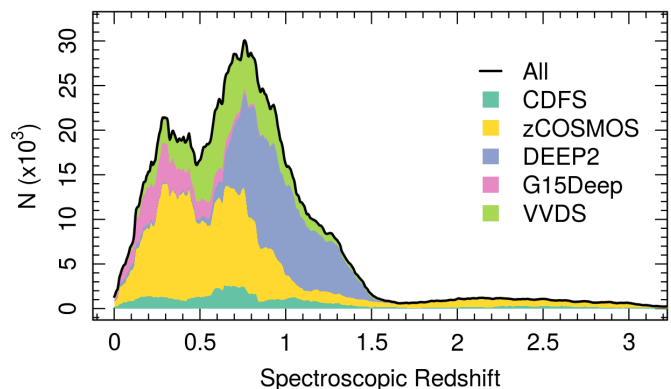 N (x10³)
30
25
20
15
10
5
0
All
CDFS
zCOSMOS
DEEP2
G15Deep
VVDS
0 0.5 1 1.5 2 2.5 3
Spectroscopic Redshift